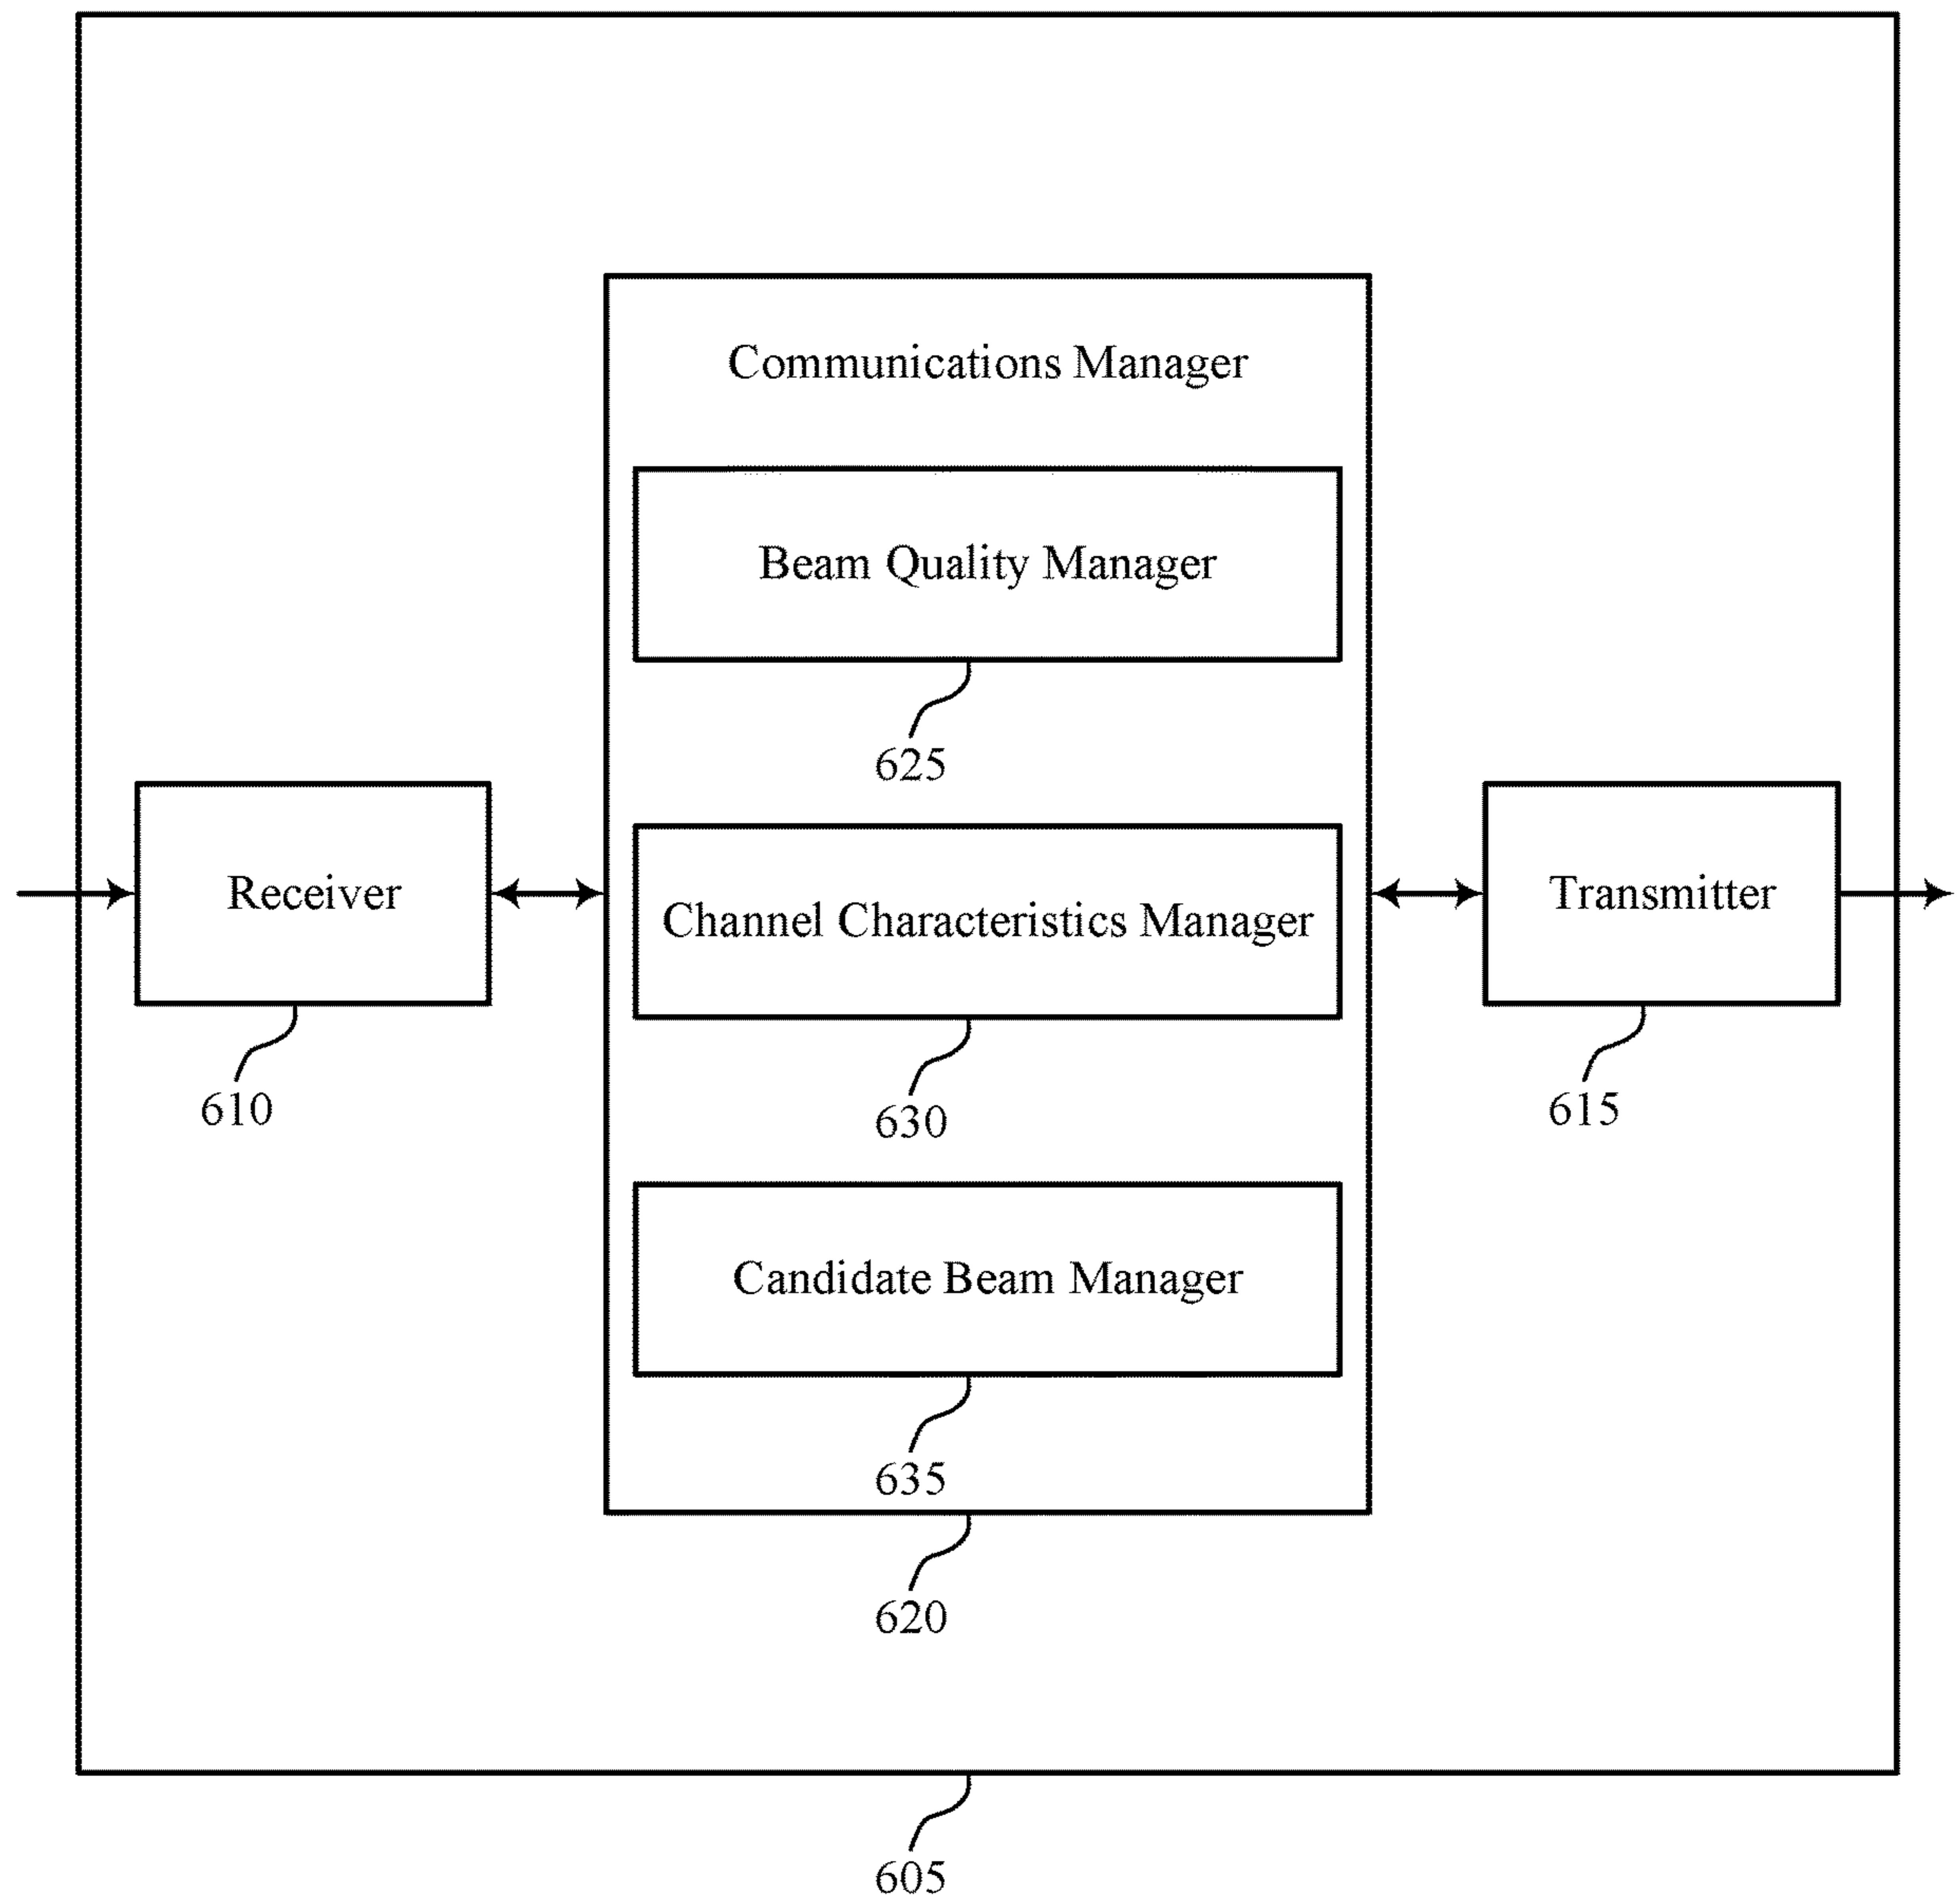 Communications Manager
Beam Quality Manager
625
Receiver
610
Channel Characteristics Manager
630
Transmitter
615
Candidate Beam Manager
635
620
605